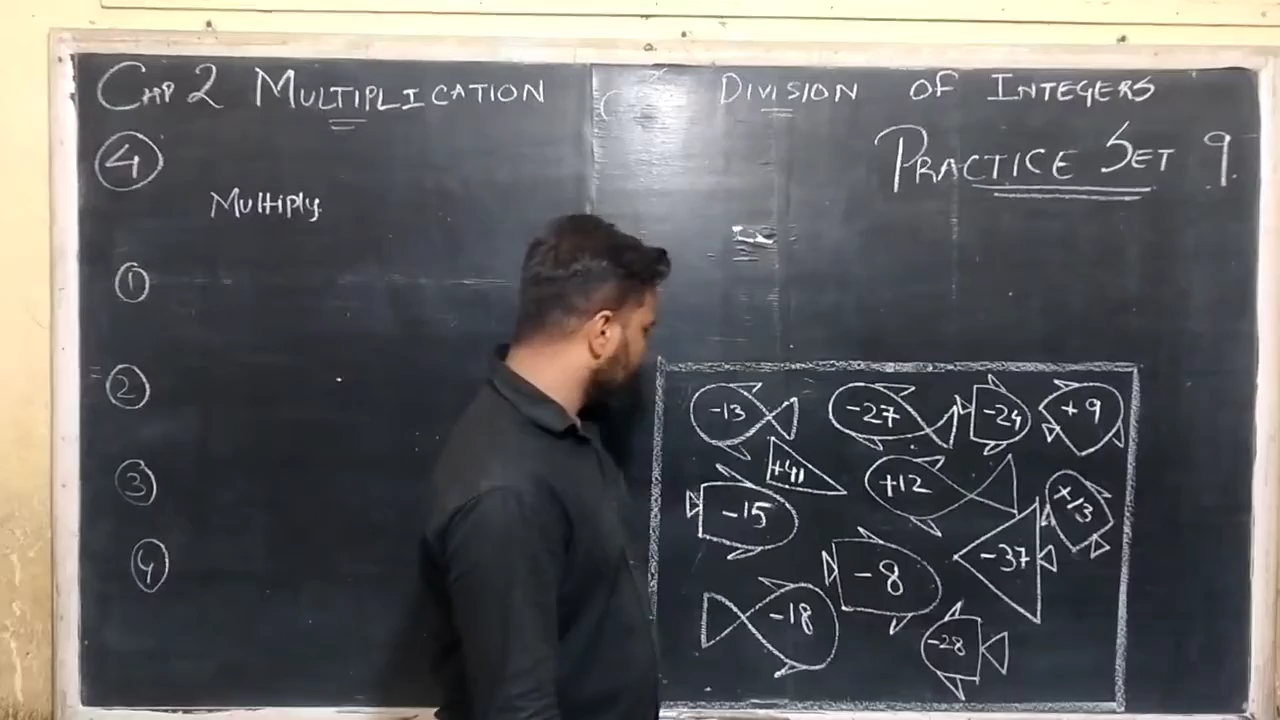 CHP 2 MULTIPLICATION DIVISION OF INTEGERS
PRACTICE SET 9.
4
Multiply.
1
2
3
4
-13 -27 -24 +9
+41 +12 +13
-15
-37
-8
-18
-28